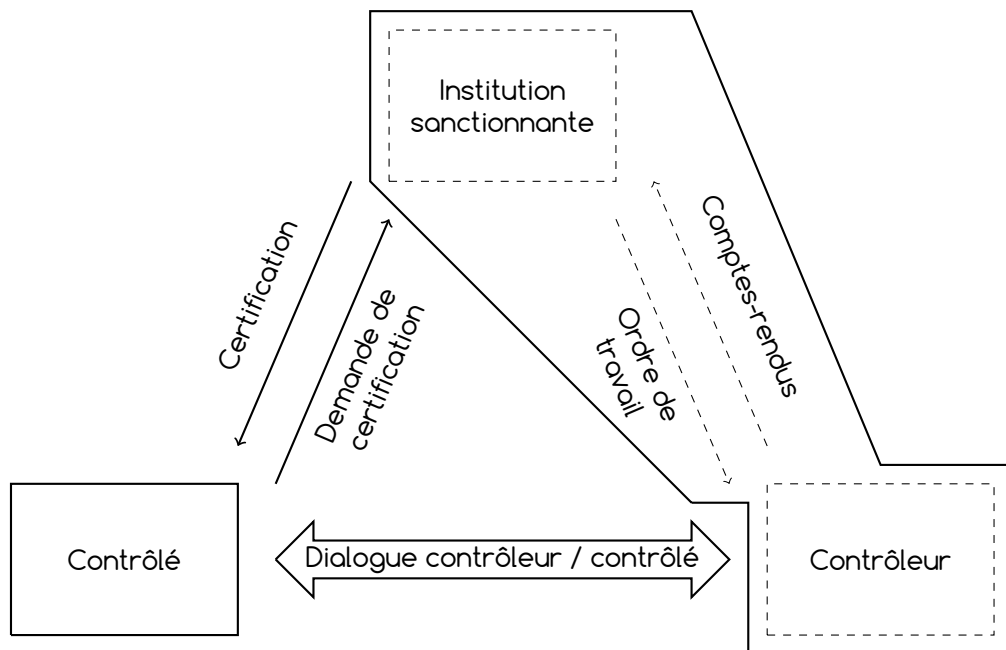 Institution
sanctionnante
Certification
Demande de
certification
Ordre de
travail
Comptes-rendus
Contrôlé
Dialogue contrôleur / contrôlé
Contrôleur